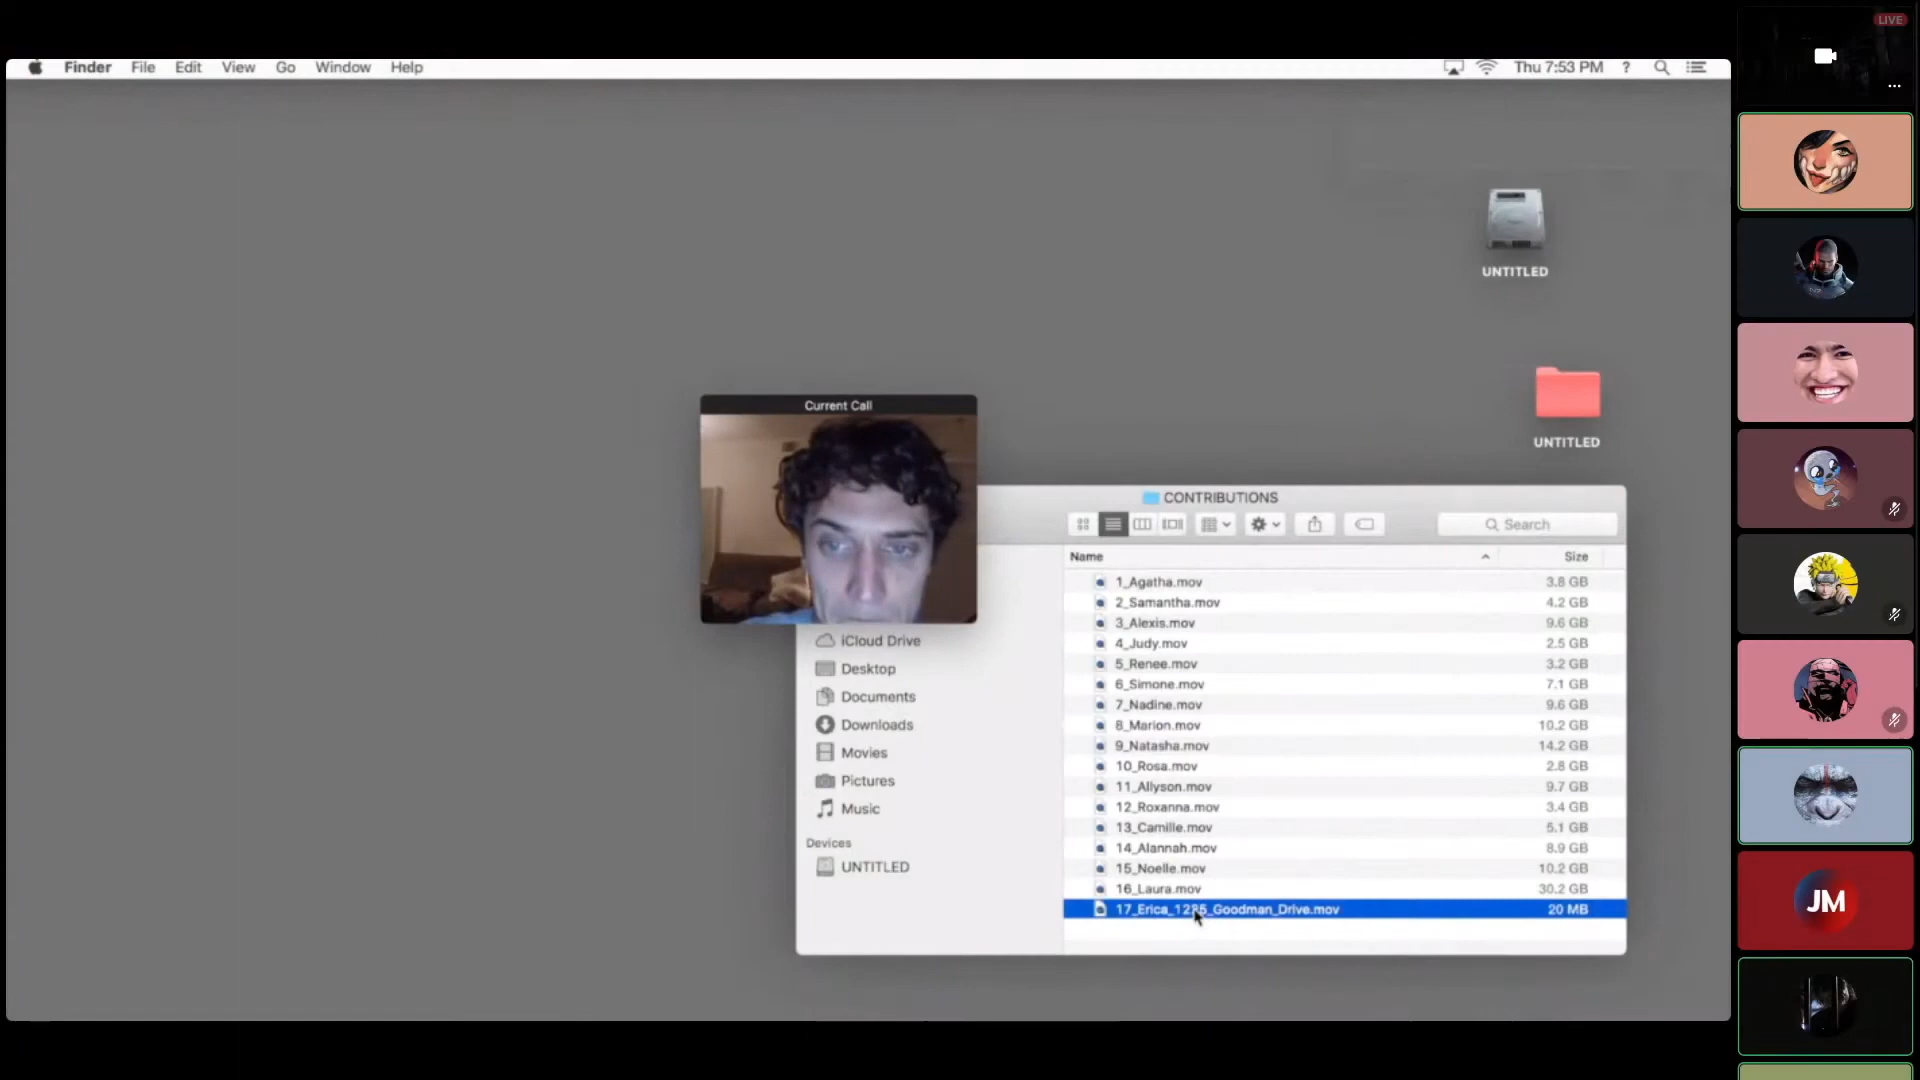 LIVE
Finder File Edit View Go Window Help
Thu 7:53 PM ?
UNTITLED
UNTITLED
Current Call
CONTRIBUTIONS
Search
Name Size
1_Agatha.mov 3.8 GB
2_Samantha.mov 4.2 GB
3_Alexis.mov 9.6 GB
4_Judy.mov 2.5 GB
5_Renee.mov 3.2 GB
6_Simone.mov 7.1 GB
7_Nadine.mov 9.6 GB
8_Marion.mov 10.2 GB
9_Natasha.mov 14.2 GB
10_Rosa.mov 2.8 GB
11_Allyson.mov 9.7 GB
12_Roxanna.mov 3.4 GB
13_Camille.mov 5.1 GB
14_Alannah.mov 8.9 GB
15_Noelle.mov 10.2 GB
16_Laura.mov 30.2 GB
20 MB
iCloud Drive
Desktop
Documents
Downloads
Movies
Pictures
Music
Devices
UNTITLED
JM